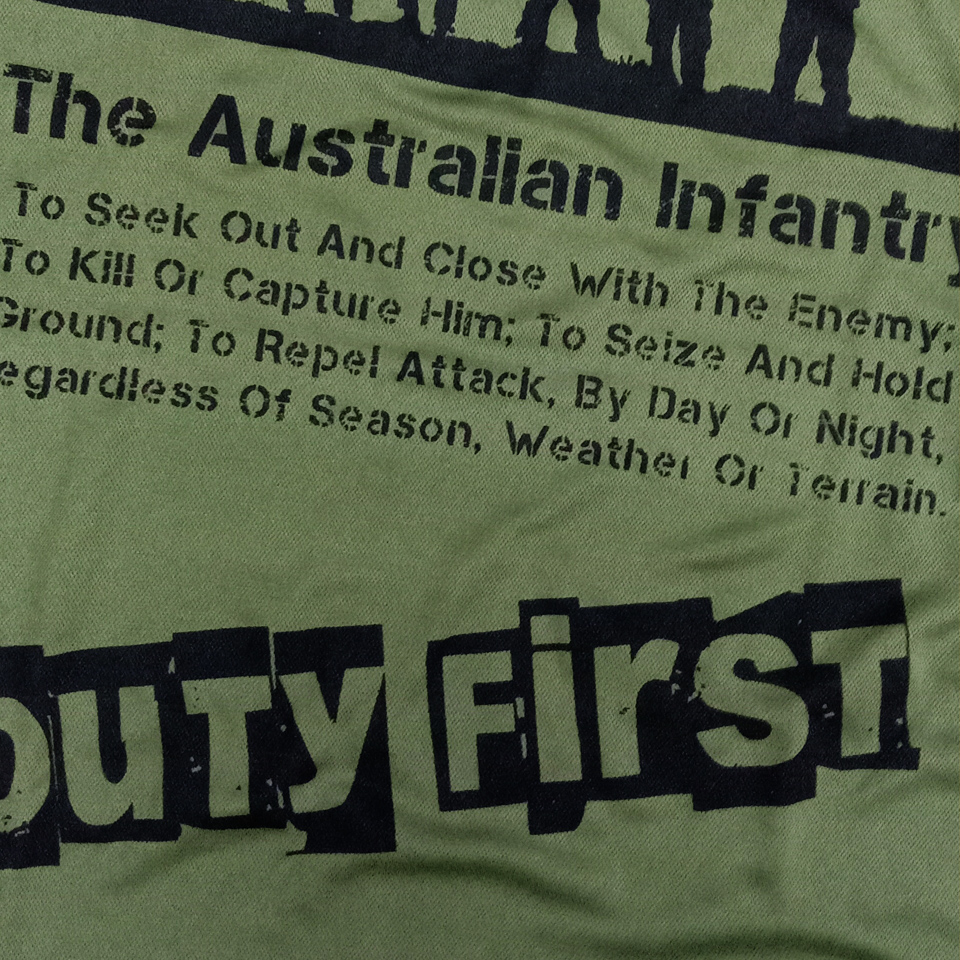 The Australian Infantry
To Seek Out And Close With The Enemy;
To Kill Or Capture Him; To Seize And Hold
Ground; To Repel Attack, By Day Or Night,
Regardless Of Season, Weather Or Terrain.
DUTY FIRST